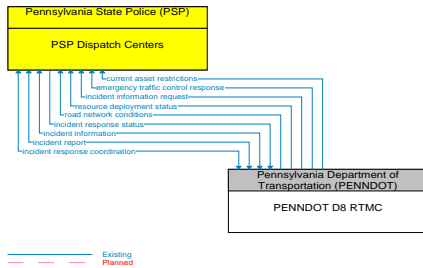 Pennsylvania State Police (PSP)
PSP Dispatch Centers
current asset restrictions
emergency traffic control response
incident information request
resource deployment status
road network conditions
incident response status
incident information
incident report
incident response coordination
Pennsylvania Department of
Transportation (PENNDOT)
PENNDOT D8 RTMC
Existing
Planned